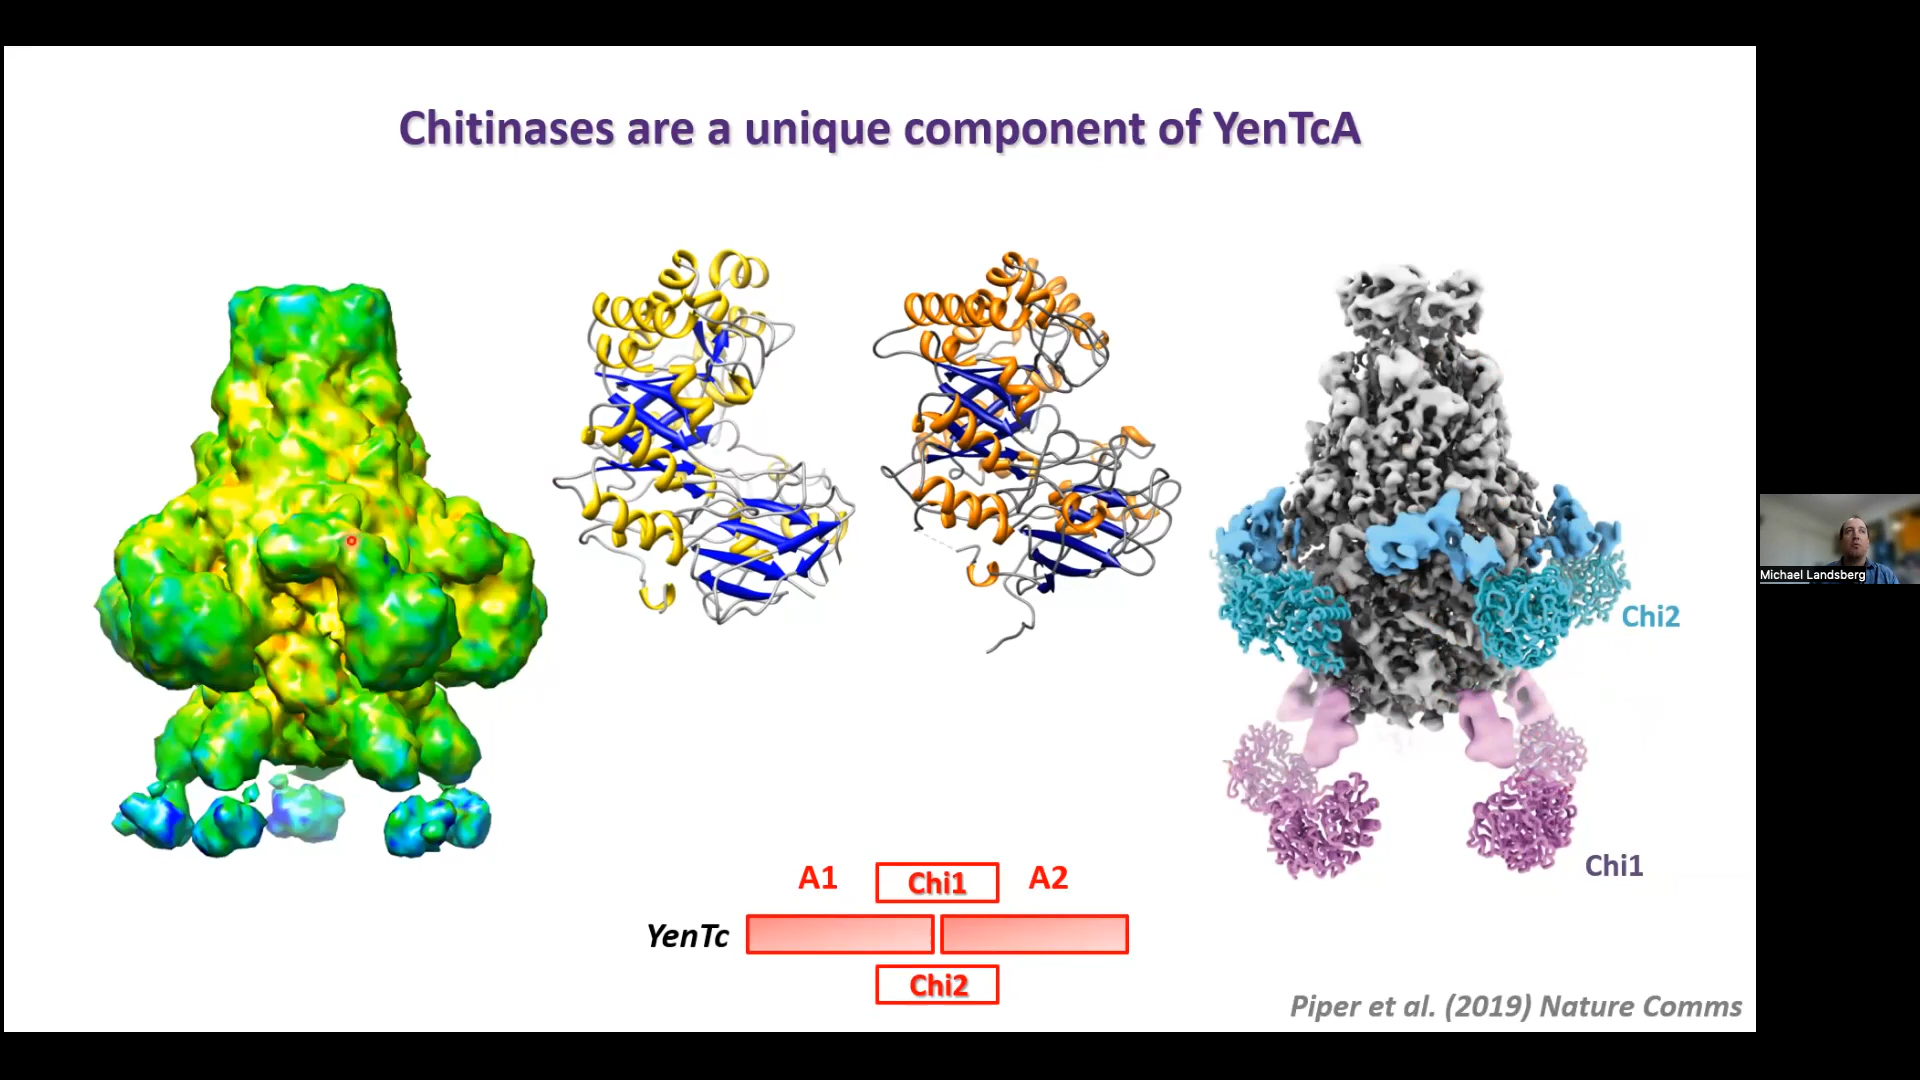 Chitinases are a unique component of YenTcA
Chi2
Chi1
A1
Chi1
A2
YenTc
Chi2
Piper et al. (2019) Nature Comms
Michael Landsberg